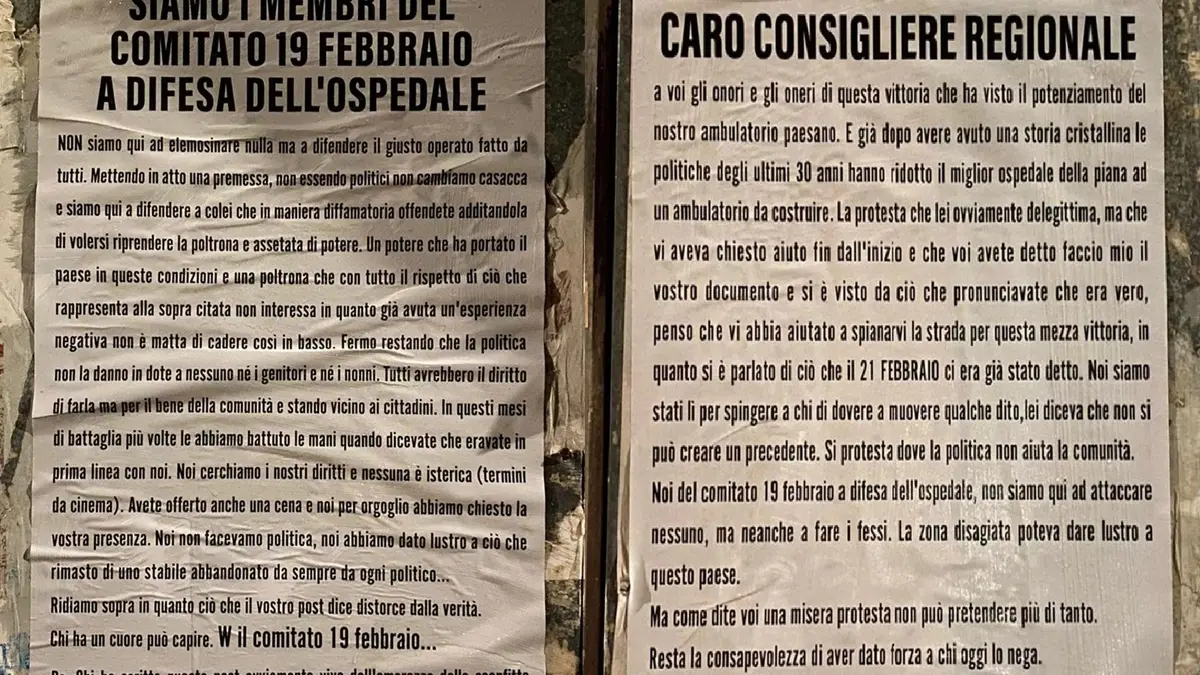 SIAMO I MEMBRI DEL
COMITATO 19 FEBBRAIO
A DIFESA DELL'OSPEDALE
NON siamo qui ad elemosinare nulla ma a difendere il giusto operato fatto da
tutti. Mettendo in atto una premessa, non essendo politici non cambiamo casacca
e siamo qui a difendere a colei che in maniera diffamatoria offendete additandola
di volersi riprendere la poltrona e assetata di potere. Un potere che ha portato il
paese in queste condizioni e una poltrona che con tutto il rispetto di ciò che
rappresenta alla sopra citata non interessa in quanto già avuta un'esperienza
negativa non è matta di cadere così in basso. Fermo restando che la politica
non la danno in dote a nessuno né i genitori e né i nonni. Tutti avrebbero il diritto
di farla ma per il bene della comunità e stando vicino ai cittadini. In questi mesi
di battaglia più volte le abbiamo battuto le mani quando dicevate che eravate in
prima linea con noi. Noi cerchiamo i nostri diritti e nessuna è isterica (termini
da cinema). Avete offerto anche una cena e noi per orgoglio abbiamo chiesto la
vostra presenza. Noi non facevamo politica, noi abbiamo dato lustro a ciò che
rimasto di uno stabile abbandonato da sempre da ogni politico...
Ridiamo sopra in quanto ciò che il vostro post dice distorce dalla verità.
Chi ha un cuore può capire. W il comitato 19 febbraio...
Ps. Chi ha scritto questo post ovviamente vive dell'amarezza della sconfitta
CARO CONSIGLIERE REGIONALE
a voi gli onori e gli oneri di questa vittoria che ha visto il potenziamento del
nostro ambulatorio paesano. E già dopo avere avuto una storia cristallina le
politiche degli ultimi 30 anni hanno ridotto il miglior ospedale della piana ad
un ambulatorio da costruire. La protesta che lei ovviamente delegittima, ma che
vi aveva chiesto aiuto fin dall'inizio e che voi avete detto faccio mio il
vostro documento e si è visto da ciò che pronunciavate che era vero,
penso che vi abbia aiutato a spianarvi la strada per questa mezza vittoria, in
quanto si è parlato di ciò che il 21 FEBBRAIO ci era già stato detto. Noi siamo
stati li per spingere a chi di dovere a muovere qualche dito,lei diceva che non si
può creare un precedente. Si protesta dove la politica non aiuta la comunità.
Noi del comitato 19 febbraio a difesa dell'ospedale, non siamo qui ad attaccare
nessuno, ma neanche a fare i fessi. La zona disagiata poteva dare lustro a
questo paese.
Ma come dite voi una misera protesta non può pretendere più di tanto.
Resta la consapevolezza di aver dato forza a chi oggi lo nega.